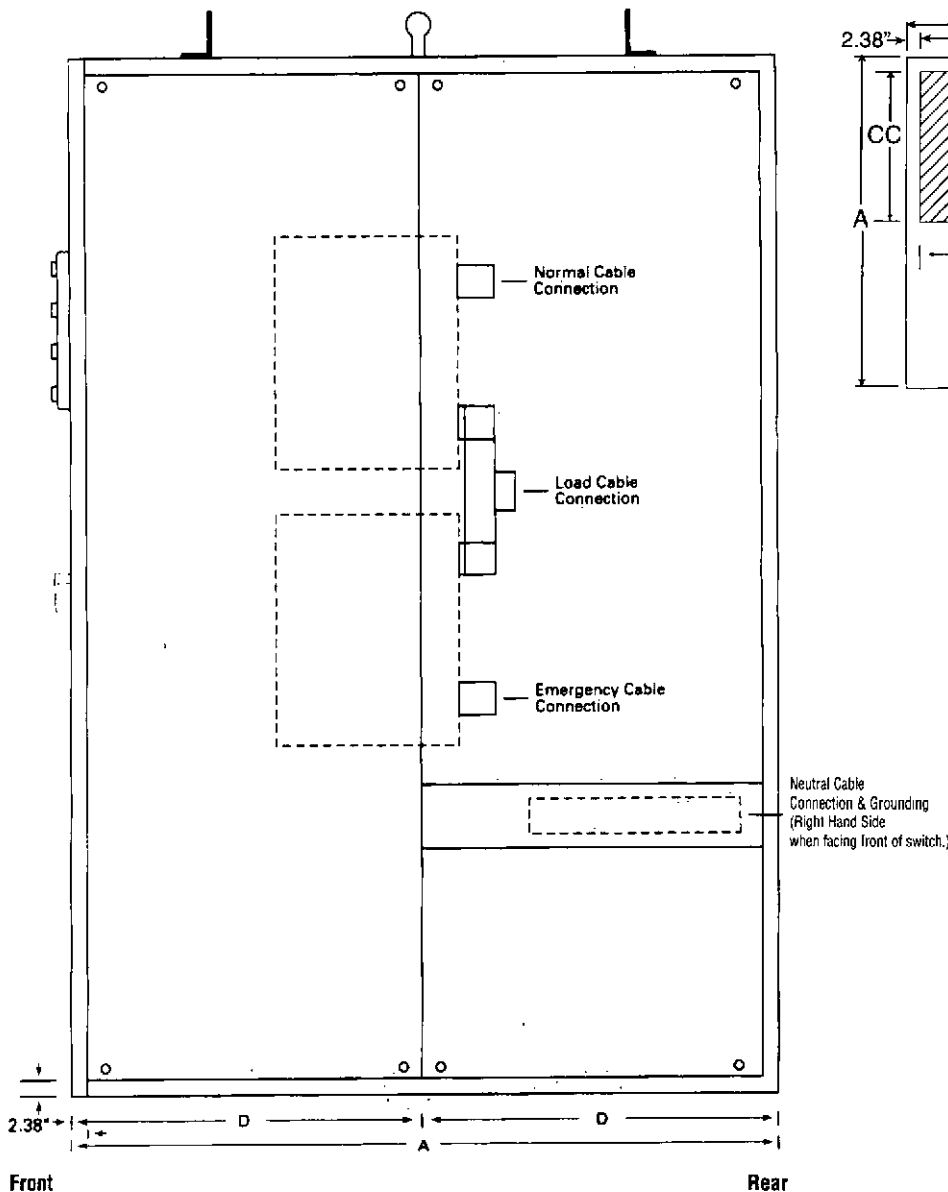 2.38"
CC
A
Normal Cable
Connection
Load Cable
Connection
Emergency Cable
Connection
Neutral Cable
Connection & Grounding
(Right Hand Side
when facing front of switch.)
2.38"
D
D
A
Front
Rear